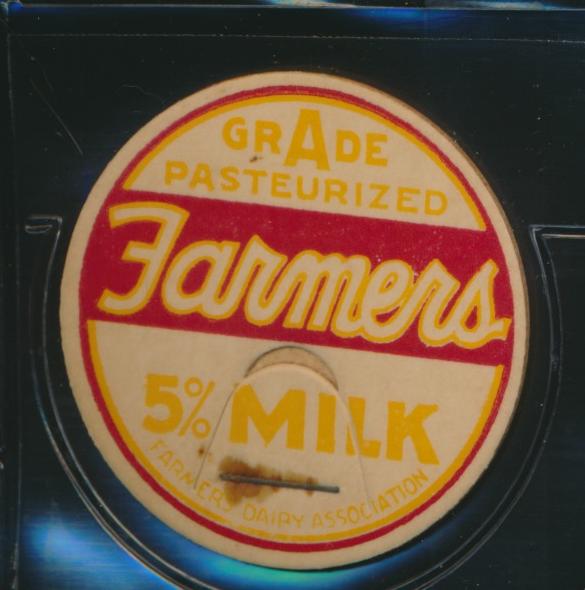 GRADE
PASTEURIZED
Farmers
5% MILK
FARMERS DAIRY ASSOCIATION